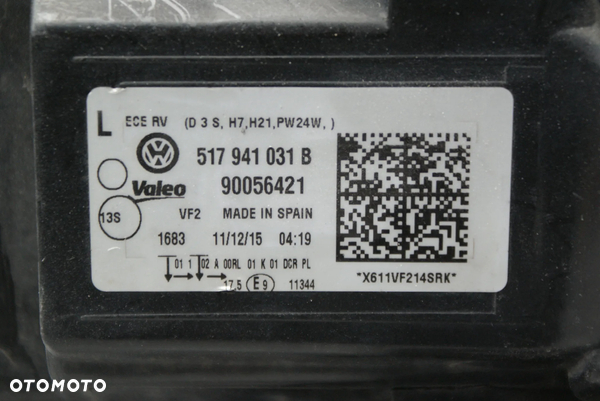 L ECE RV (D 3 S, H7,H21,PW24W, )
517 941 031 B
Valeo 90056421
13S VF2 MADE IN SPAIN
1683 11/12/15 04:19
01 1 02 A 00RL 01 K 01 DCR PL
17.5 E9 11344
*X611VF214SRK*
OTOMOTO